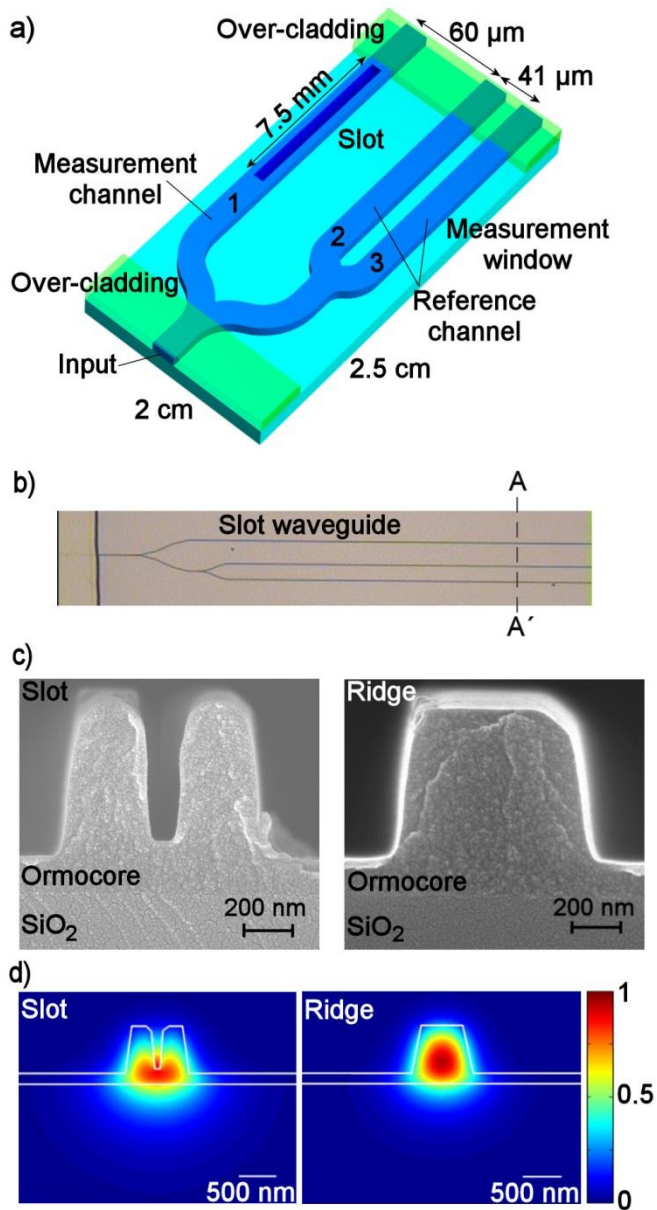 a)
Over-cladding
60 µm
41 µm
7.5 mm
Slot
Measurement
channel
1
2
3
Measurement
window
Over-cladding
Reference
channel
Input
2.5 cm
2 cm
b)
A
Slot waveguide
A´
c)
Slot
Ridge
Ormocore
200 nm
SiO2
Ormocore
200 nm
SiO2
d)
Slot
Ridge
1
0.5
0
500 nm
500 nm